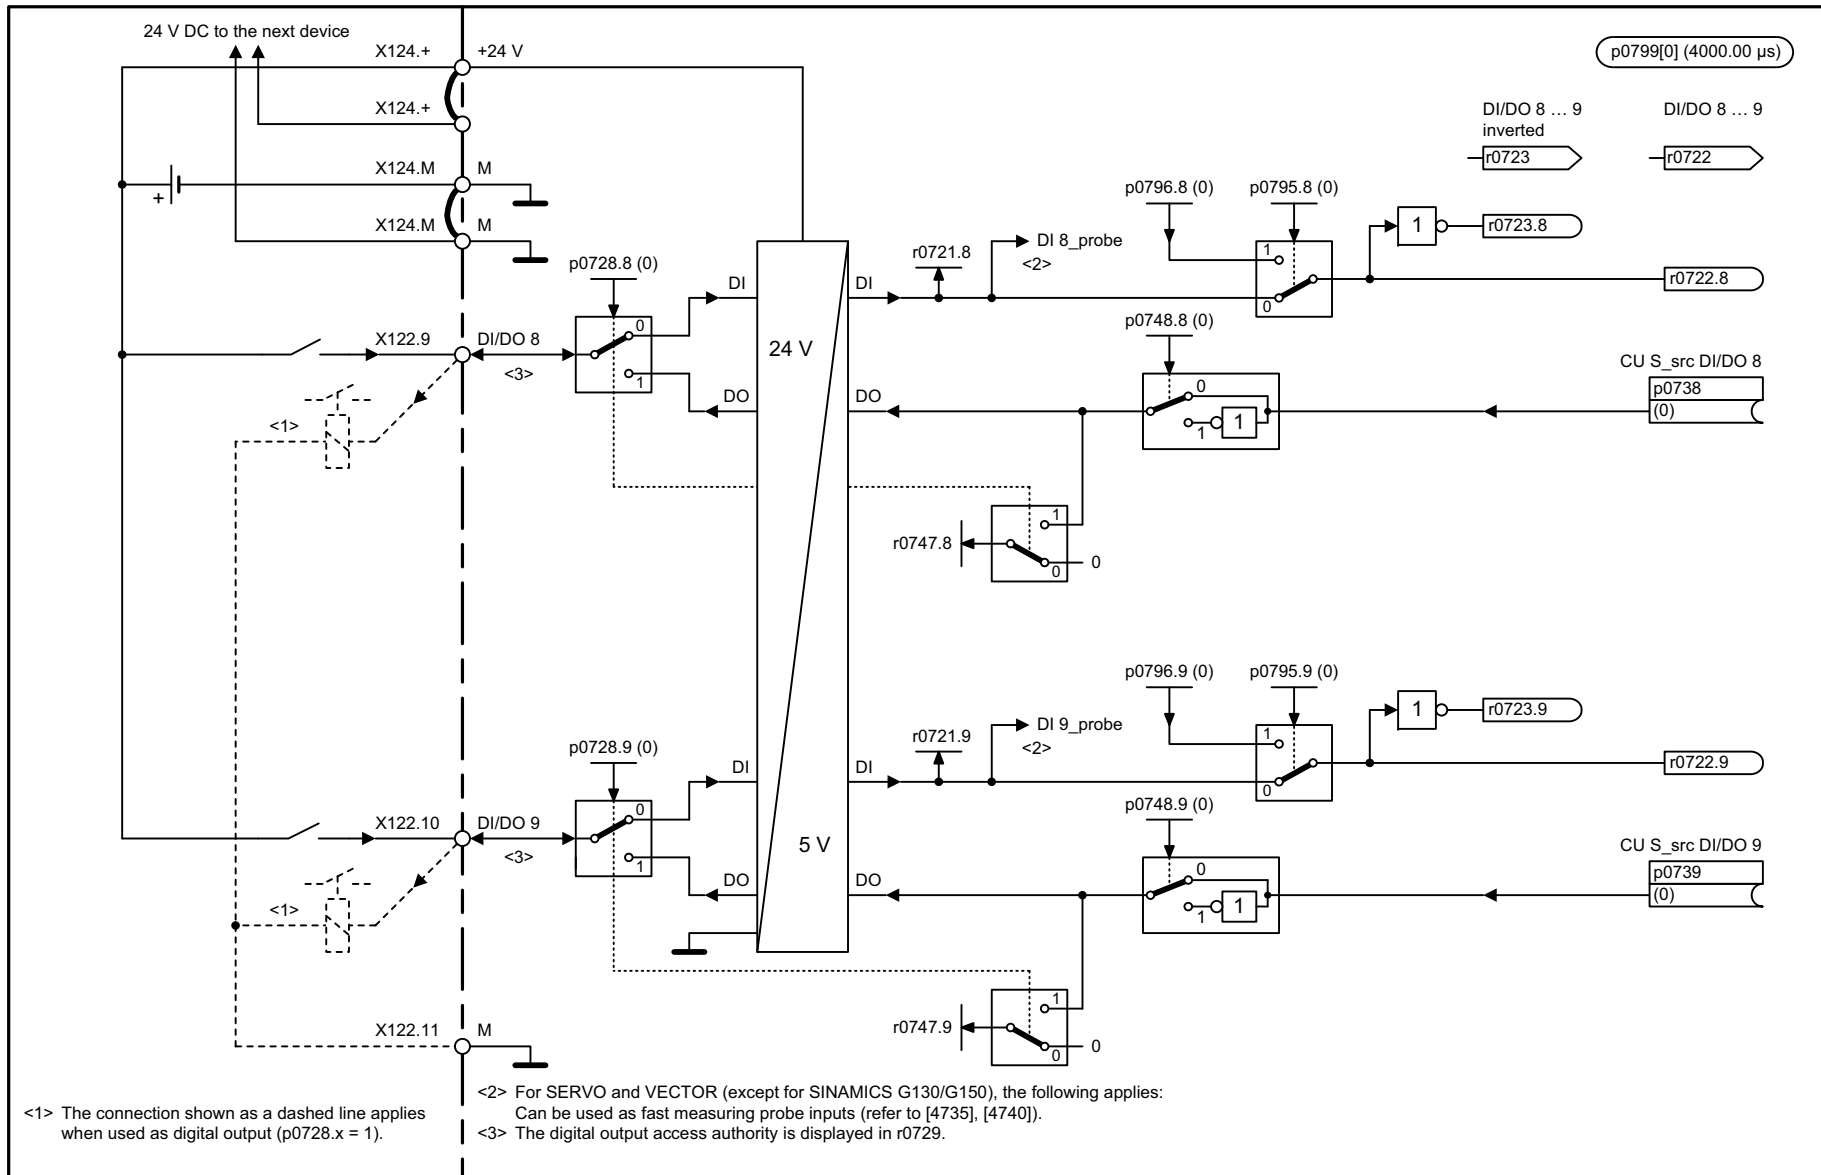 24 V DC to the next device
X124.+
+24 V
p0799[0] (4000.00 µs)
X124.+
DI/DO 8 … 9
inverted
DI/DO 8 … 9
r0723
r0722
X124.M
M
+
X124.M
M
p0796.8 (0)
p0795.8 (0)
1
r0723.8
DI 8_probe
<2>
r0721.8
1
0
r0722.8
p0728.8 (0)
DI
DI
p0748.8 (0)
X122.9
DI/DO 8
<3>
0
1
24 V
CU S_src DI/DO 8
p0738
(0)
DO
DO
0
1
1
<1>
r0747.8
1
0
0
p0796.9 (0)
p0795.9 (0)
1
r0723.9
DI 9_probe
<2>
r0721.9
1
0
r0722.9
p0728.9 (0)
DI
DI
p0748.9 (0)
X122.10
DI/DO 9
<3>
0
1
5 V
CU S_src DI/DO 9
p0739
(0)
DO
DO
0
1
1
<1>
r0747.9
1
0
0
X122.11
M
<1> The connection shown as a dashed line applies
when used as digital output (p0728.x = 1).
<2> For SERVO and VECTOR (except for SINAMICS G130/G150), the following applies:
Can be used as fast measuring probe inputs (refer to [4735], [4740]).
<3> The digital output access authority is displayed in r0729.